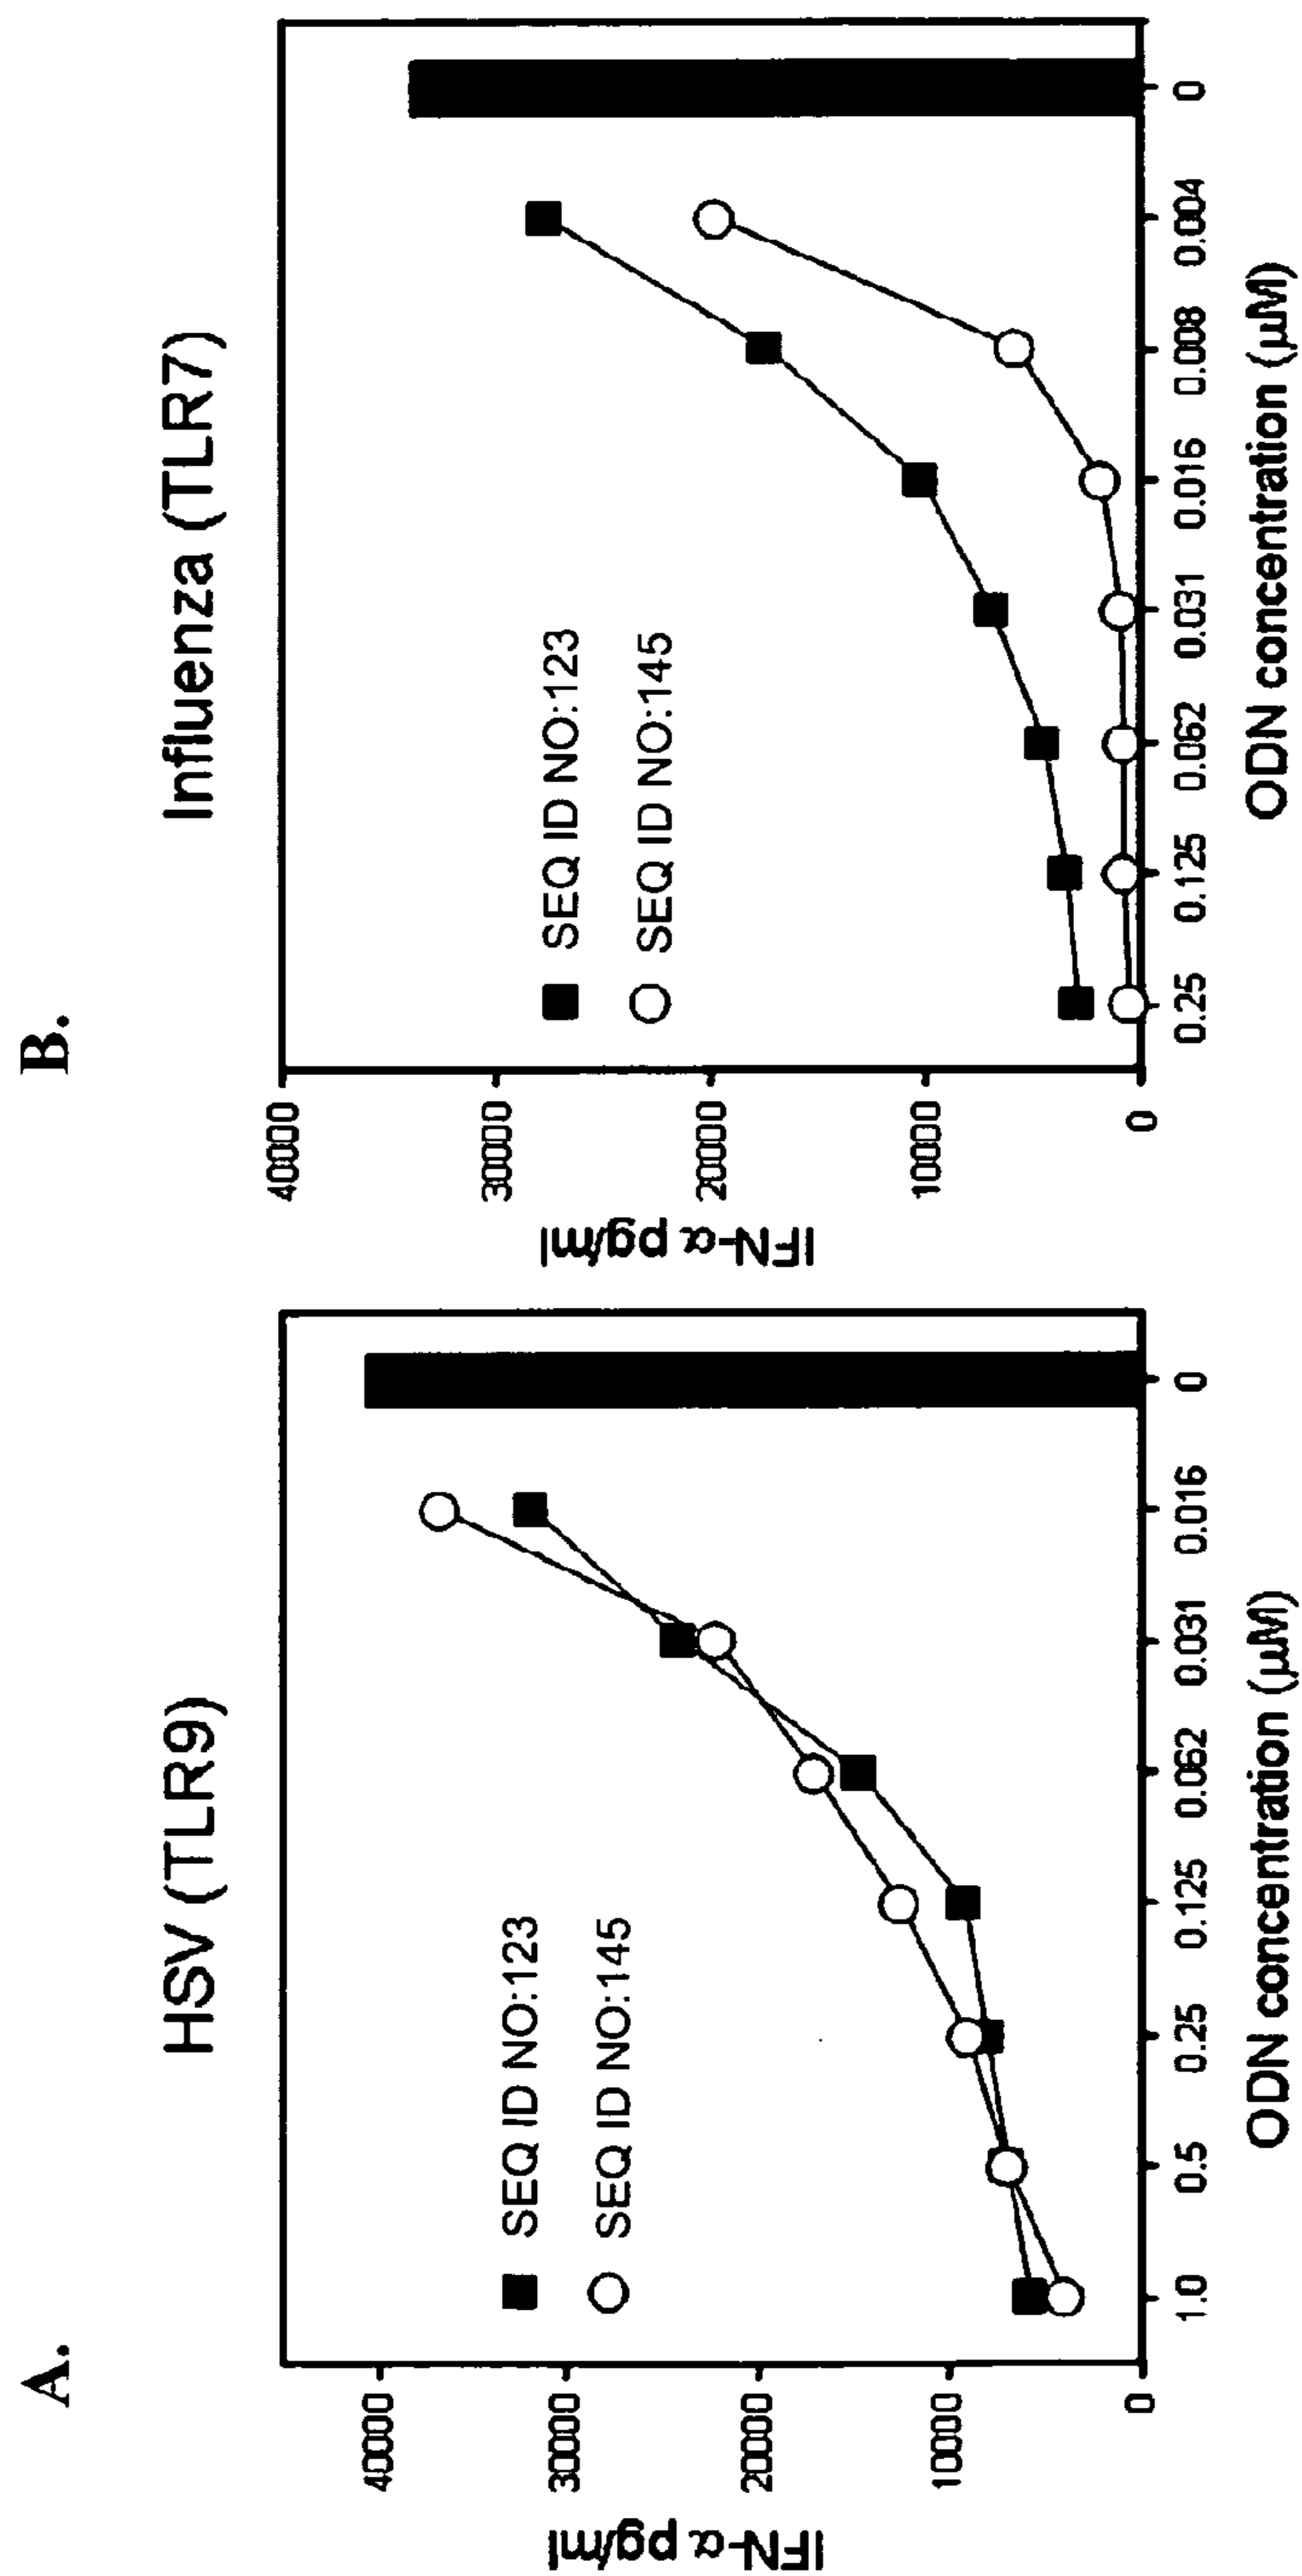 A.
HSV (TLR9)
IFN-α pg/ml
40000
30000
20000
10000
0
■ SEQ ID NO:123
○ SEQ ID NO:145
1.0 0.5 0.25 0.125 0.062 0.031 0.016 0
ODN concentration (μM)
B.
Influenza (TLR7)
IFN-α pg/ml
40000
30000
20000
10000
0
■ SEQ ID NO:123
○ SEQ ID NO:145
0.25 0.125 0.062 0.031 0.016 0.008 0.004 0
ODN concentration (μM)